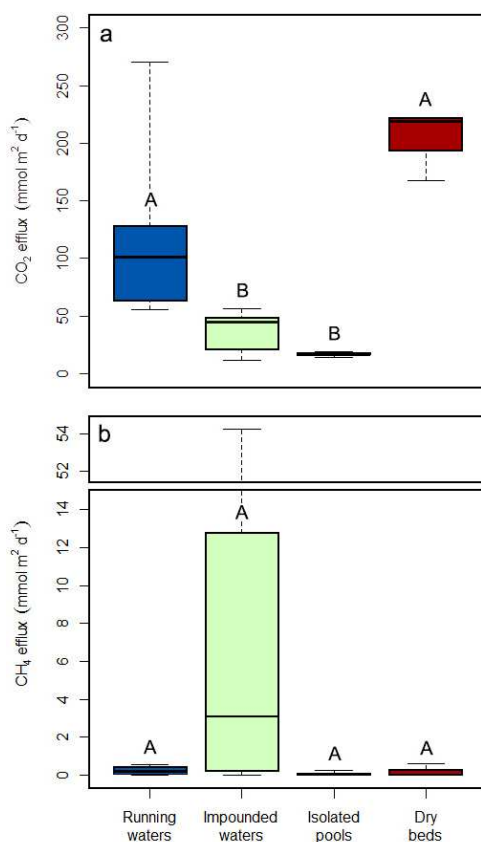 a
CO₂ efflux (mmol m² d⁻¹)
300
250
200
150
100
50
0
A
B
B
A
b
CH₄ efflux (mmol m² d⁻¹)
54
52
14
12
10
8
6
4
2
0
A
A
A
A
Running waters
Impounded waters
Isolated pools
Dry beds